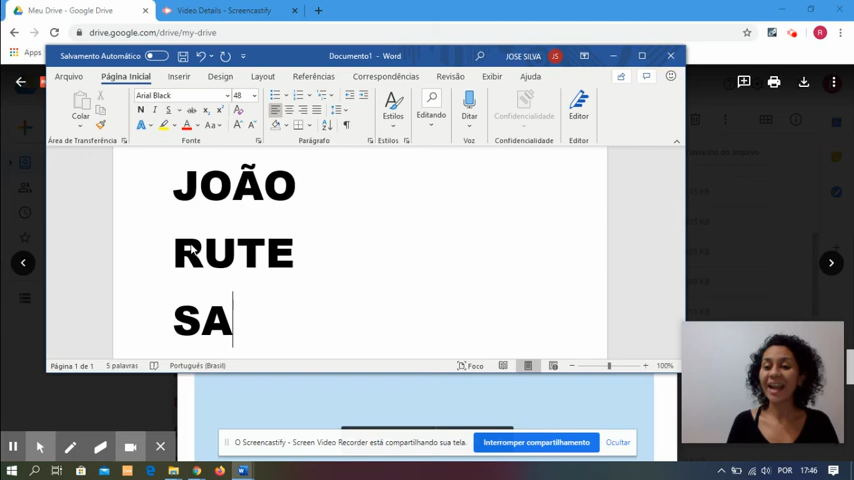 Meu Drive - Google Drive
Video Details - Screencastify
drive.google.com/drive/my-drive
Apps
Salvamento Automático
Documento1 - Word
JOSE SILVA
JS
Arquivo
Página Inicial
Inserir
Design
Layout
Referências
Correspondências
Revisão
Exibir
Ajuda
Colar
Área de Transferência
Arial Black
48
Fonte
Parágrafo
Estilos
Estilos
Editando
Ditar
Voz
Confidencialidade
Confidencialidade
Editor
Editor
JOÃO
RUTE
SA
Página 1 de 1
5 palavras
Português (Brasil)
Foco
100%
O Screencastify - Screen Video Recorder está compartilhando sua tela.
Interromper compartilhamento
Ocultar
POR
17:46